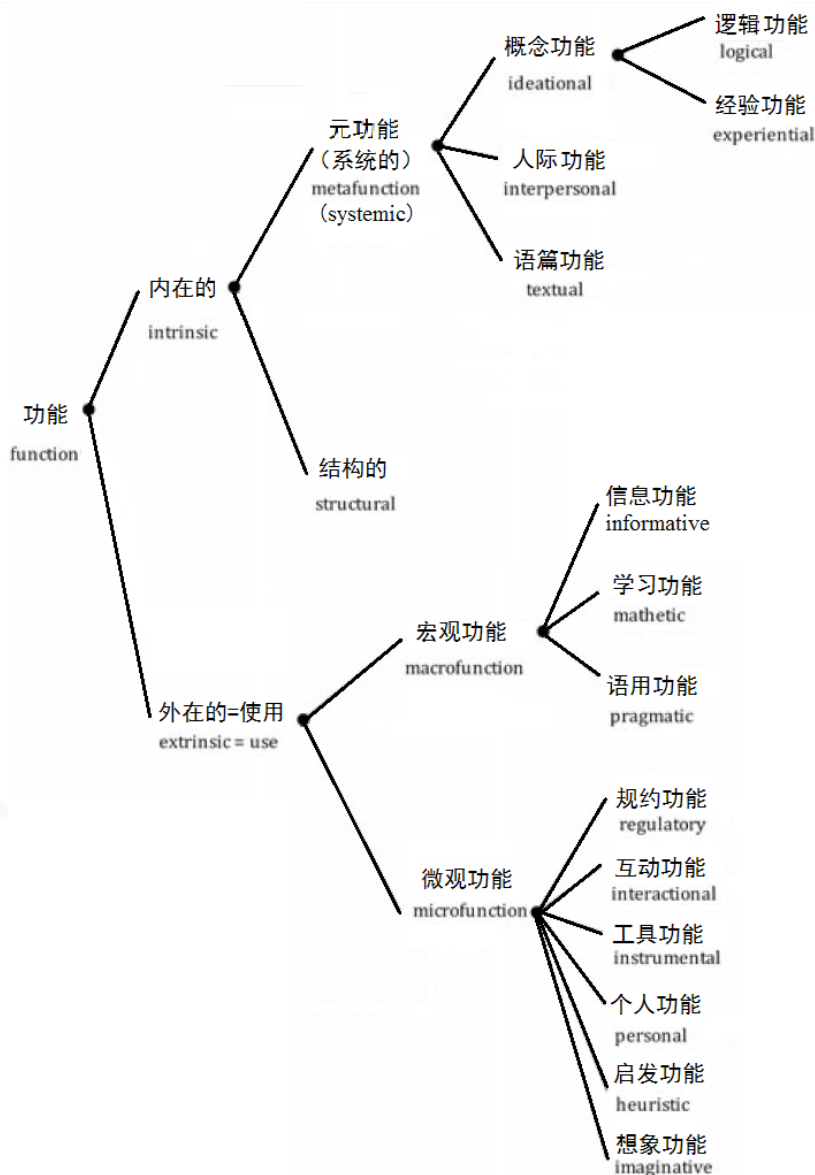 逻辑功能
logical
概念功能
ideational
经验功能
experiential
元功能
（系统的）
metafunction
(systemic)
人际功能
interpersonal
语篇功能
textual
内在的
intrinsic
功能
function
结构的
structural
信息功能
informative
学习功能
mathetic
宏观功能
macrofunction
语用功能
pragmatic
外在的=使用
extrinsic = use
规约功能
regulatory
微观功能
microfunction
互动功能
interactional
工具功能
instrumental
个人功能
personal
启发功能
heuristic
想象功能
imaginative